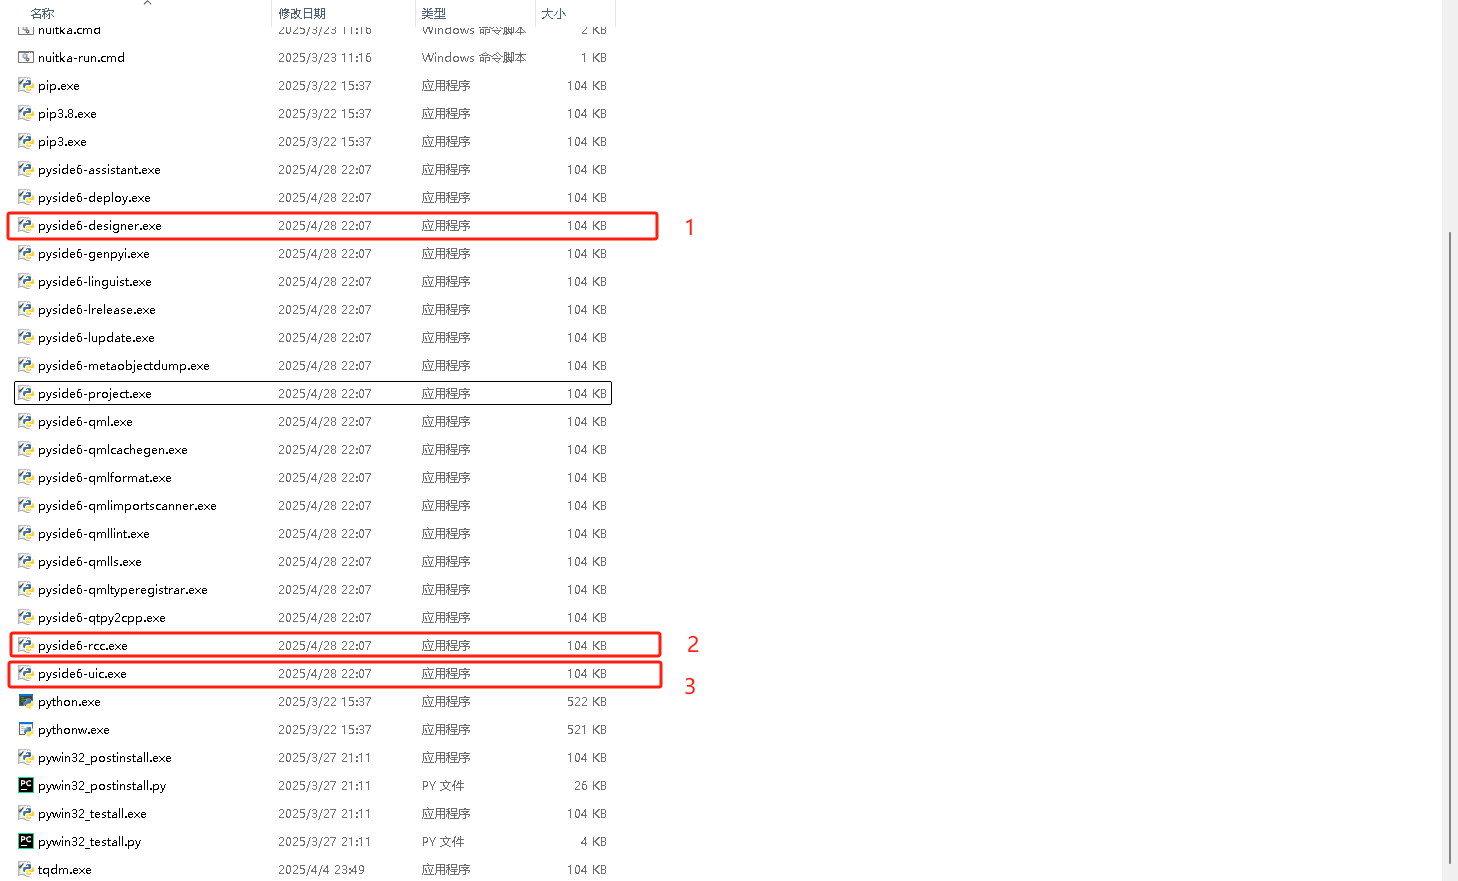 名称 修改日期 类型 大小
nuitka.cmd 2025/3/23 11:16 Windows 命令脚本 2 KB
nuitka-run.cmd 2025/3/23 11:16 Windows 命令脚本 1 KB
pip.exe 2025/3/22 15:37 应用程序 104 KB
pip3.8.exe 2025/3/22 15:37 应用程序 104 KB
pip3.exe 2025/3/22 15:37 应用程序 104 KB
pyside6-assistant.exe 2025/4/28 22:07 应用程序 104 KB
pyside6-deploy.exe 2025/4/28 22:07 应用程序 104 KB
pyside6-designer.exe 2025/4/28 22:07 应用程序 104 KB 1
pyside6-genpyi.exe 2025/4/28 22:07 应用程序 104 KB
pyside6-linguist.exe 2025/4/28 22:07 应用程序 104 KB
pyside6-lrelease.exe 2025/4/28 22:07 应用程序 104 KB
pyside6-lupdate.exe 2025/4/28 22:07 应用程序 104 KB
pyside6-metaobjectdump.exe 2025/4/28 22:07 应用程序 104 KB
pyside6-project.exe 2025/4/28 22:07 应用程序 104 KB
pyside6-qml.exe 2025/4/28 22:07 应用程序 104 KB
pyside6-qmlcachegen.exe 2025/4/28 22:07 应用程序 104 KB
pyside6-qmlformat.exe 2025/4/28 22:07 应用程序 104 KB
pyside6-qmlimportscanner.exe 2025/4/28 22:07 应用程序 104 KB
pyside6-qmllint.exe 2025/4/28 22:07 应用程序 104 KB
pyside6-qmlls.exe 2025/4/28 22:07 应用程序 104 KB
pyside6-qmltyperegistrar.exe 2025/4/28 22:07 应用程序 104 KB
pyside6-qtpy2cpp.exe 2025/4/28 22:07 应用程序 104 KB
pyside6-rcc.exe 2025/4/28 22:07 应用程序 104 KB 2
pyside6-uic.exe 2025/4/28 22:07 应用程序 104 KB 3
python.exe 2025/3/22 15:37 应用程序 522 KB
pythonw.exe 2025/3/22 15:37 应用程序 521 KB
pywin32_postinstall.exe 2025/3/27 21:11 应用程序 104 KB
pywin32_postinstall.py 2025/3/27 21:11 PY 文件 26 KB
pywin32_testall.exe 2025/3/27 21:11 应用程序 104 KB
pywin32_testall.py 2025/3/27 21:11 PY 文件 4 KB
tqdm.exe 2025/4/4 23:49 应用程序 104 KB